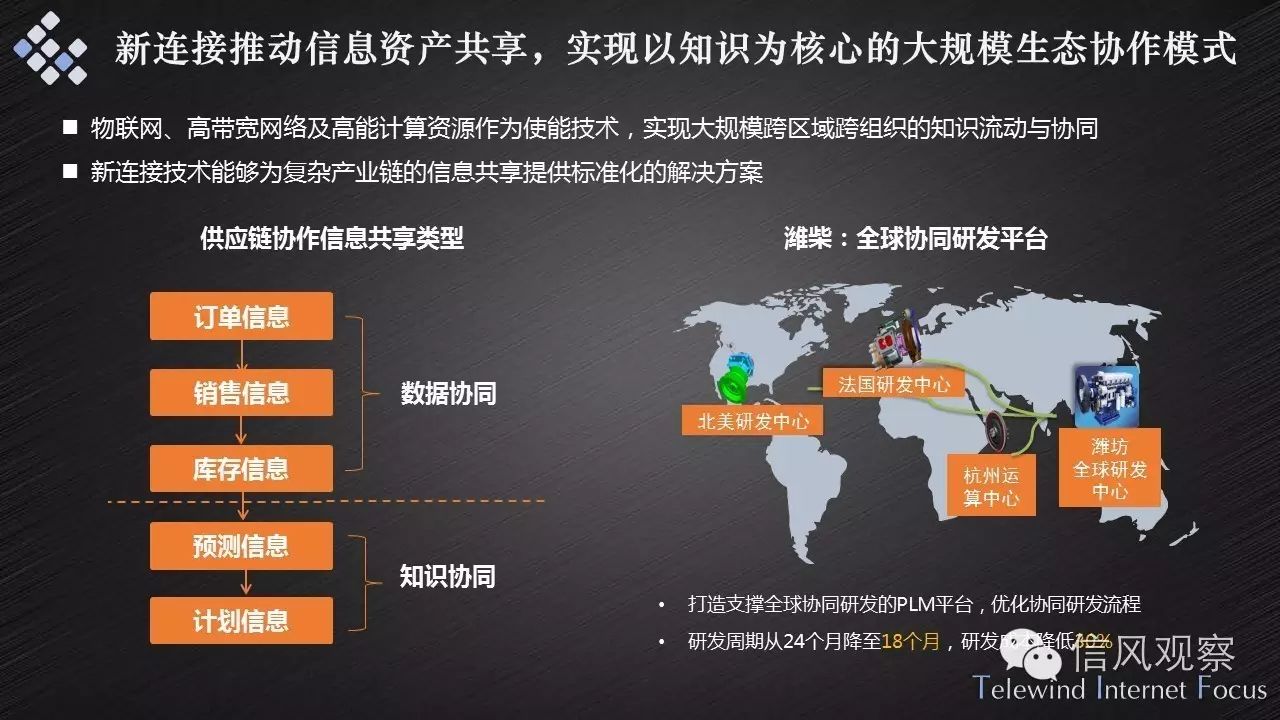 新连接推动信息资产共享，实现以知识为核心的大规模生态协作模式
物联网、高带宽网络及高能计算资源作为使能技术，实现大规模跨区域跨组织的知识流动与协同
新连接技术能够为复杂产业链的信息共享提供标准化的解决方案
供应链协作信息共享类型
订单信息
销售信息
库存信息
预测信息
计划信息
数据协同
知识协同
潍柴：全球协同研发平台
北美研发中心
法国研发中心
杭州运
算中心
潍坊
全球研发
中心
• 打造支撑全球协同研发的PLM平台，优化协同研发流程
• 研发周期从24个月降至18个月，研发成本降低30%
信风观察
Telewind Internet Focus